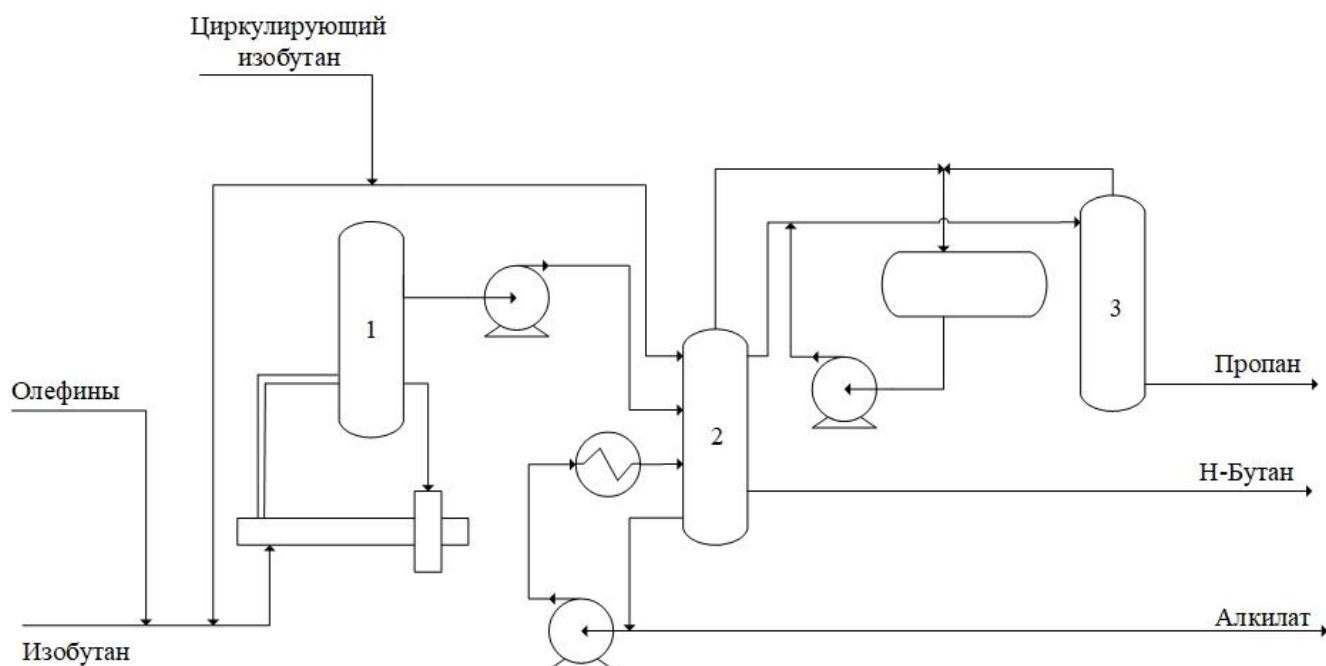 Циркулирующий
изобутан
1
3
Пропан
Олефины
2
Н-Бутан
Алкилат
Изобутан